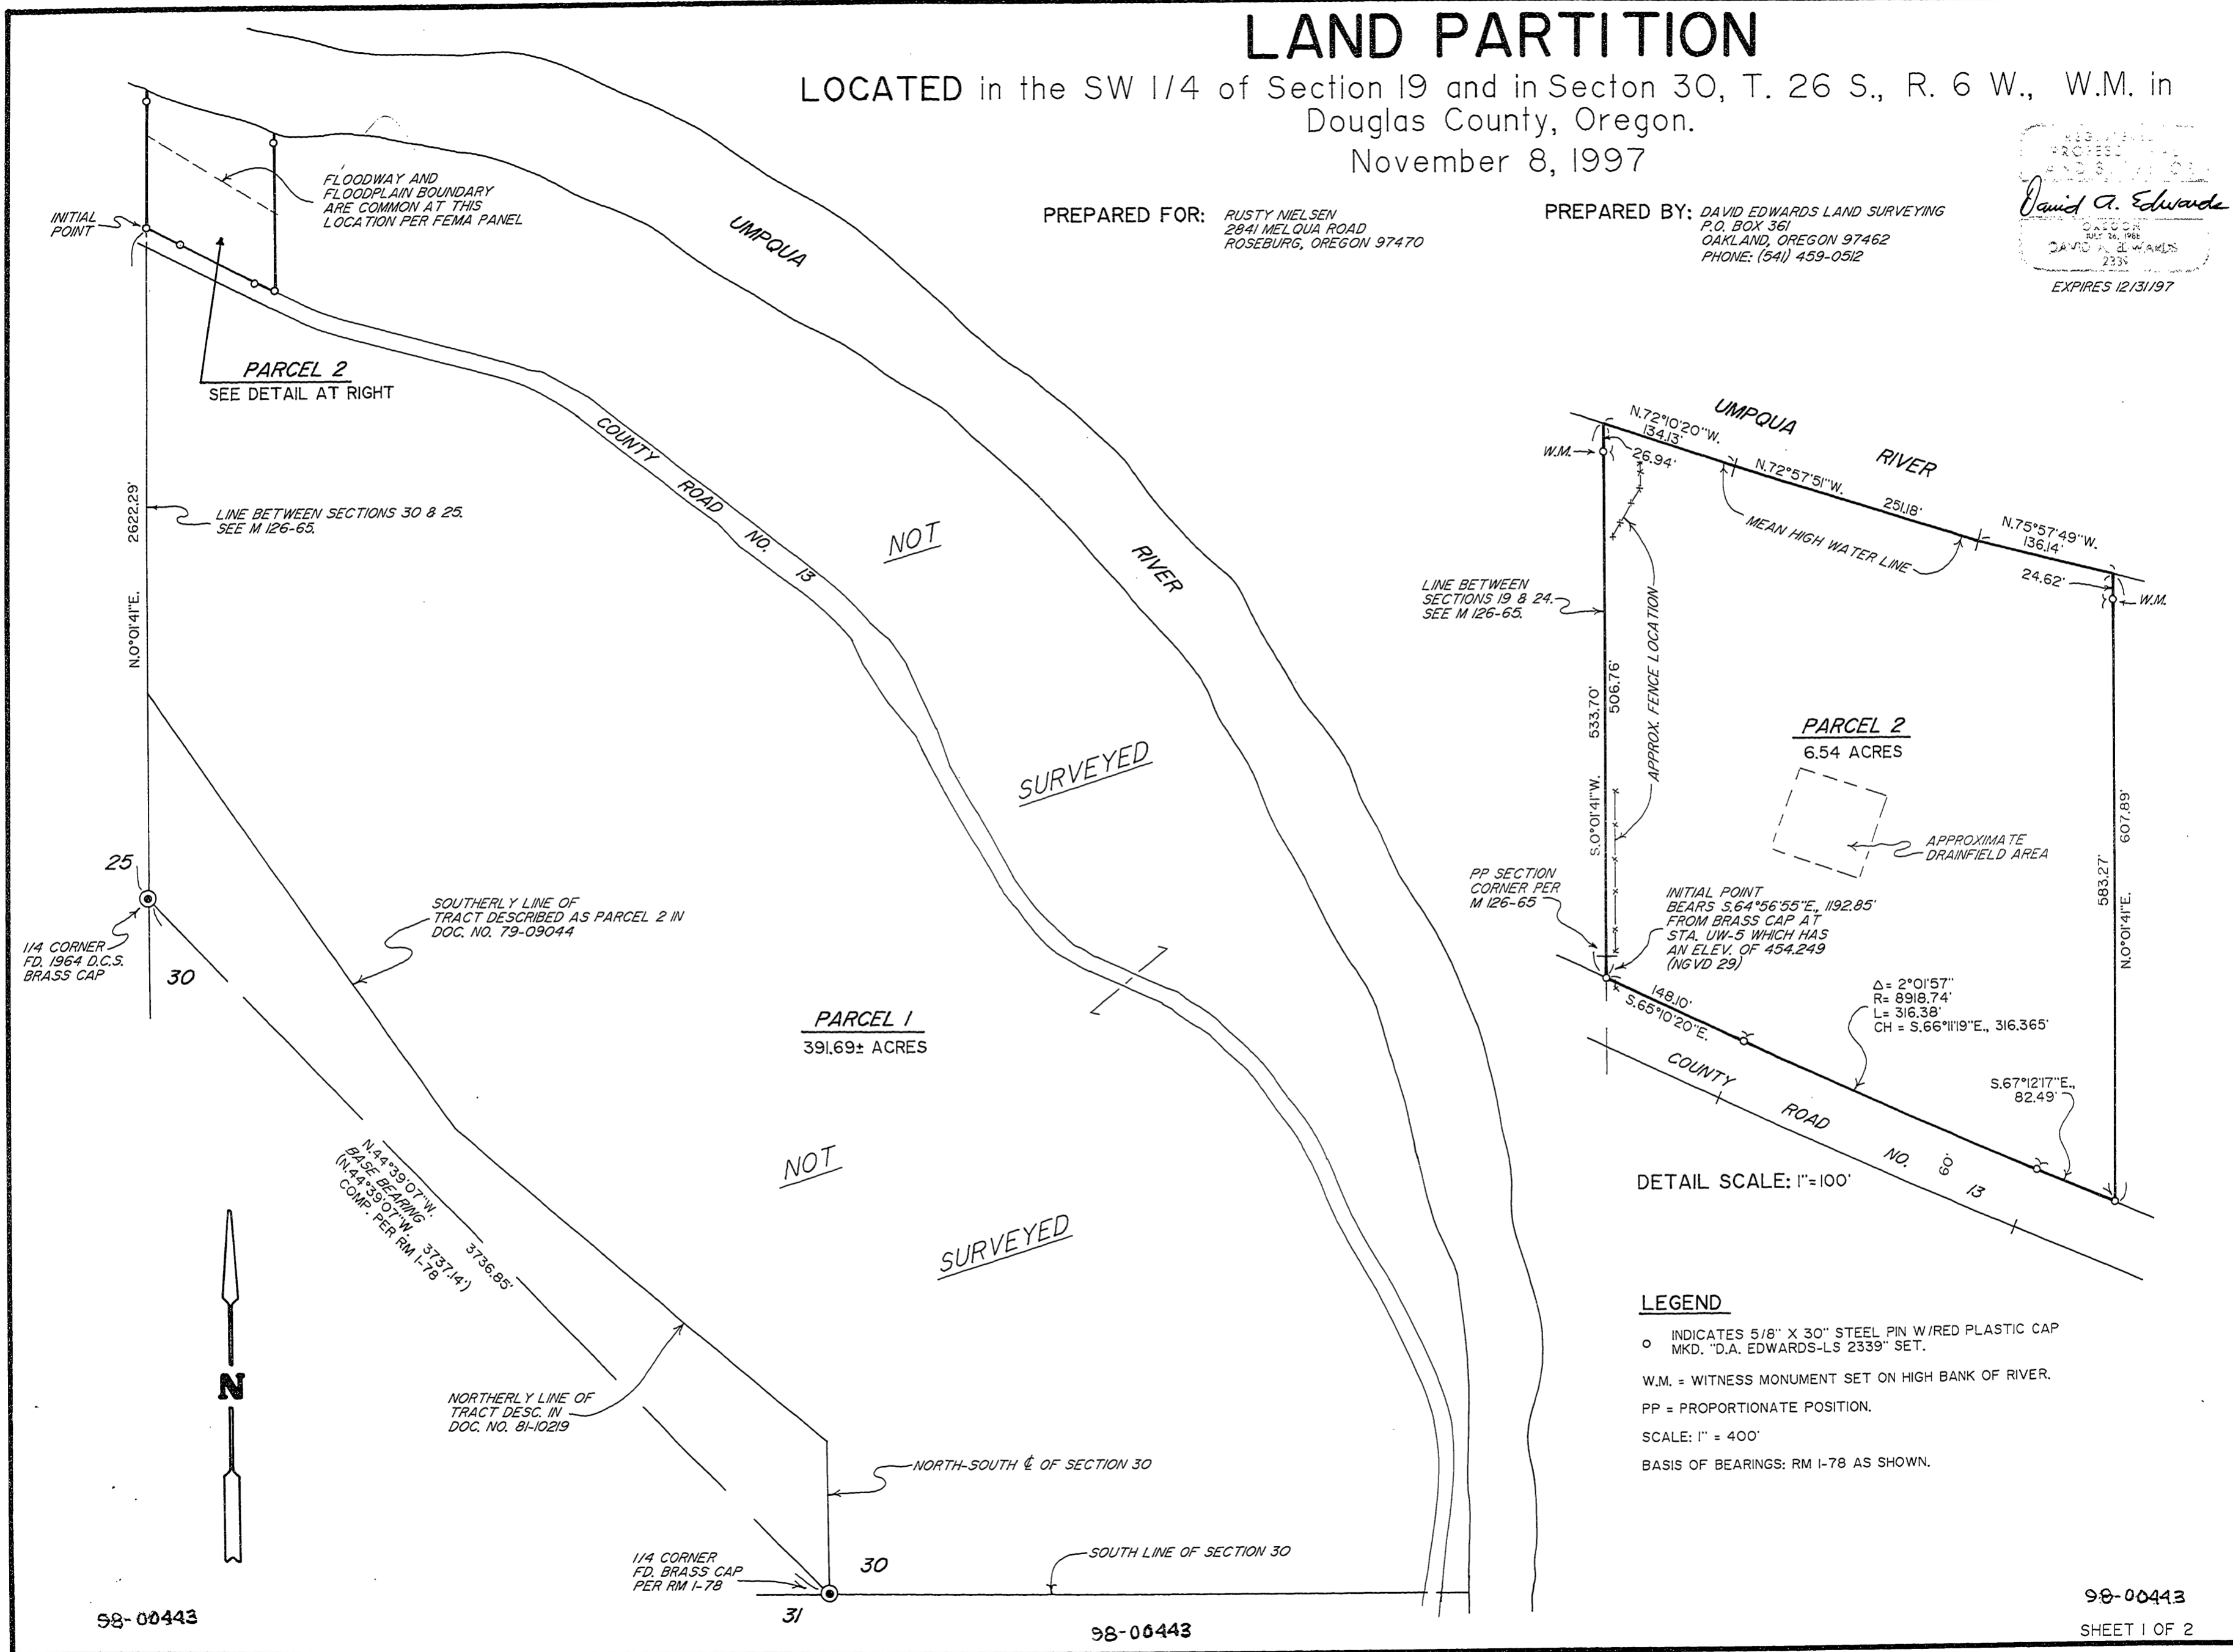 LAND PARTITION
LOCATED in the SW 1/4 of Section 19 and in Secton 30, T. 26 S., R. 6 W., W.M. in
Douglas County, Oregon.
November 8, 1997
PREPARED FOR: RUSTY NIELSEN
2841 MELQUA ROAD
ROSEBURG, OREGON 97470
PREPARED BY: DAVID EDWARDS LAND SURVEYING
P.O. BOX 361
OAKLAND, OREGON 97462
PHONE: (541) 459-0512
David A. Edwards
OREGON
JULY 26, 1988
DAVID A. EDWARDS
2339
EXPIRES 12/31/97
INITIAL
POINT
FLOODWAY AND
FLOODPLAIN BOUNDARY
ARE COMMON AT THIS
LOCATION PER FEMA PANEL
PARCEL 2
SEE DETAIL AT RIGHT
UMPQUA
RIVER
COUNTY
ROAD
NO.
13
2622.29'
N.0°01'41"E.
LINE BETWEEN SECTIONS 30 & 25.
SEE M 126-65.
NOT
SURVEYED
25
30
1/4 CORNER
FD. 1964 D.C.S.
BRASS CAP
SOUTHERLY LINE OF
TRACT DESCRIBED AS PARCEL 2 IN
DOC. NO. 79-09044
PARCEL 1
391.69± ACRES
NOT
SURVEYED
N.44°39'07"W. 3736.85'
BASE BEARING
(N.44°39'07"W. 3737.14')
COMP. PER RM 1-78
N
NORTHERLY LINE OF
TRACT DESC. IN
DOC. NO. 81-10219
NORTH-SOUTH ℄ OF SECTION 30
1/4 CORNER
FD. BRASS CAP
PER RM 1-78
30
31
SOUTH LINE OF SECTION 30
UMPQUA
RIVER
N.72°10'20"W.
134.13'
W.M.
26.94'
N.72°57'51"W.
251.18'
N.75°57'49"W.
136.14'
MEAN HIGH WATER LINE
24.62'
W.M.
LINE BETWEEN
SECTIONS 19 & 24.
SEE M 126-65.
APPROX. FENCE LOCATION
533.70'
506.76'
S.0°01'41"W.
PARCEL 2
6.54 ACRES
APPROXIMATE
DRAINFIELD AREA
607.89'
583.27'
N.0°01'41"E.
PP SECTION
CORNER PER
M 126-65
INITIAL POINT
BEARS S.64°56'55"E., 1192.85'
FROM BRASS CAP AT
STA. UW-5 WHICH HAS
AN ELEV. OF 454.249
(NGVD 29)
148.10'
S.65°10'20"E.
Δ= 2°01'57"
R= 8918.74'
L= 316.38'
CH = S.66°11'19"E., 316.365'
S.67°12'17"E.,
82.49'
COUNTY
ROAD
NO.
13
60'
DETAIL SCALE: 1"=100'
LEGEND
INDICATES 5/8" X 30" STEEL PIN W/RED PLASTIC CAP
MKD. "D.A. EDWARDS-LS 2339" SET.
W.M. = WITNESS MONUMENT SET ON HIGH BANK OF RIVER.
PP = PROPORTIONATE POSITION.
SCALE: 1" = 400'
BASIS OF BEARINGS: RM 1-78 AS SHOWN.
98-00443
98-00443
98-00443
SHEET 1 OF 2